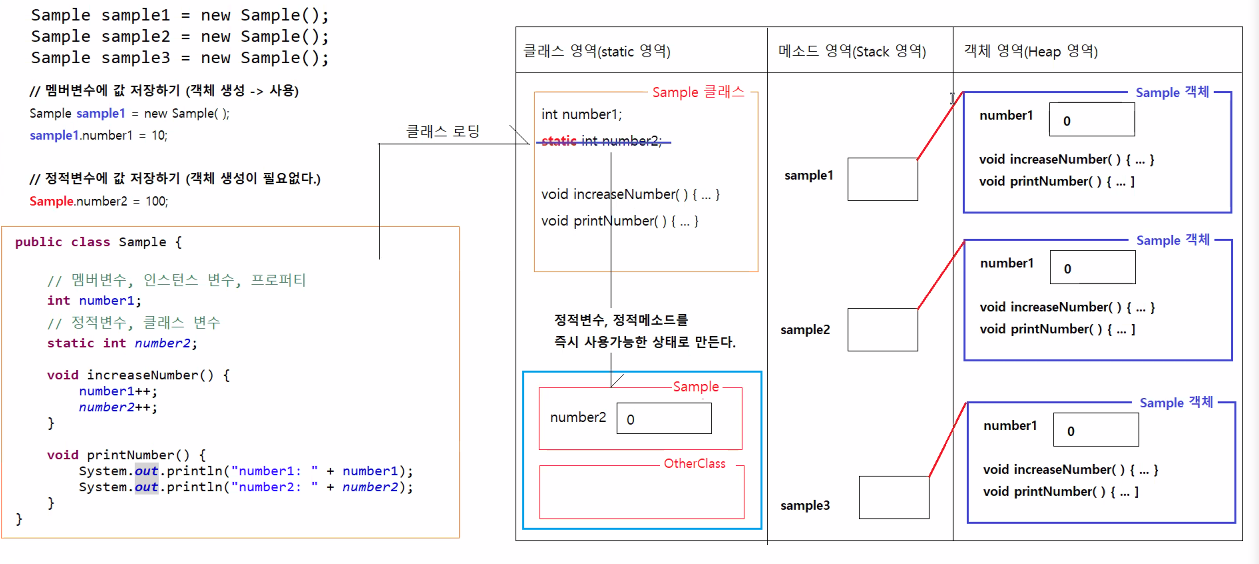 Sample sample1 = new Sample();
Sample sample2 = new Sample();
Sample sample3 = new Sample();
// 멤버변수에 값 저장하기 (객체 생성 -> 사용)
Sample sample1 = new Sample( );
sample1.number1 = 10;
// 정적변수에 값 저장하기 (객체 생성이 필요없다.)
Sample.number2 = 100;
public class Sample {
// 멤버변수, 인스턴스 변수, 프로퍼티
int number1;
// 정적변수, 클래스 변수
static int number2;
void increaseNumber() {
number1++;
number2++;
}
void printNumber() {
System.out.println("number1: " + number1);
System.out.println("number2: " + number2);
}
}
클래스 로딩
클래스 영역(static 영역)
Sample 클래스
int number1;
static int number2;
void increaseNumber( ) { ... }
void printNumber( ) { ... }
정적변수, 정적메소드를
즉시 사용가능한 상태로 만든다.
Sample
number2
0
OtherClass
메소드 영역(Stack 영역)
sample1
sample2
sample3
객체 영역(Heap 영역)
Sample 객체
number1
0
void increaseNumber( ) { ... }
void printNumber( ) { ... ]
Sample 객체
number1
0
void increaseNumber( ) { ... }
void printNumber( ) { ... ]
Sample 객체
number1
0
void increaseNumber( ) { ... }
void printNumber( ) { ... ]